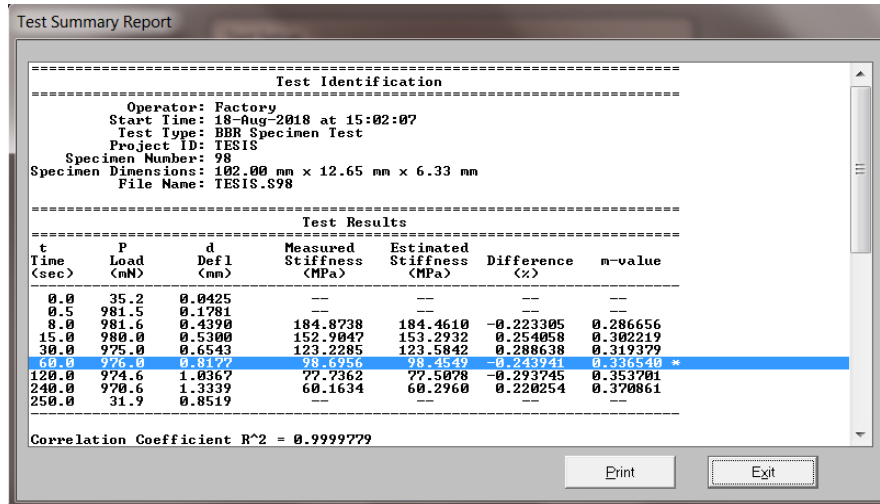 Test Summary Report
Test Identification
Operator: Factory
Start Time: 18-Aug-2018 at 15:02:07
Test Type: BBR Specimen Test
Project ID: TESIS
Specimen Number: 98
Specimen Dimensions: 102.00 mm x 12.65 mm x 6.33 mm
File Name: TESIS.S98
Test Results
t P d Measured Estimated
Time Load Defl Stiffness Stiffness Difference m-value
(sec) (mN) (mm) (MPa) (MPa) (%)
0.0 35.2 0.0425 -- -- -- --
0.5 981.5 0.1781 -- -- -- --
8.0 981.6 0.4390 184.8738 184.4610 -0.223305 0.286656
15.0 980.0 0.5300 152.9047 153.2932 0.254058 0.302219
30.0 975.0 0.6543 123.2285 123.5842 0.288638 0.319379
60.0 976.0 0.8177 98.6956 98.4549 -0.243941 0.336540 *
120.0 974.6 1.0367 77.7362 77.5078 -0.293745 0.353701
240.0 970.6 1.3339 60.1634 60.2960 0.220254 0.370861
250.0 31.9 0.8519 -- -- -- --
Correlation Coefficient R^2 = 0.9999779
Print Exit